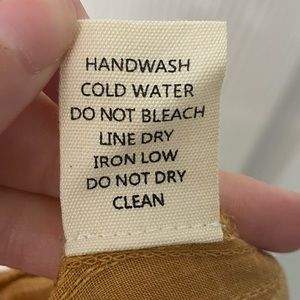 HANDWASH
COLD WATER
DO NOT BLEACH
LINE DRY
IRON LOW
DO NOT DRY
CLEAN